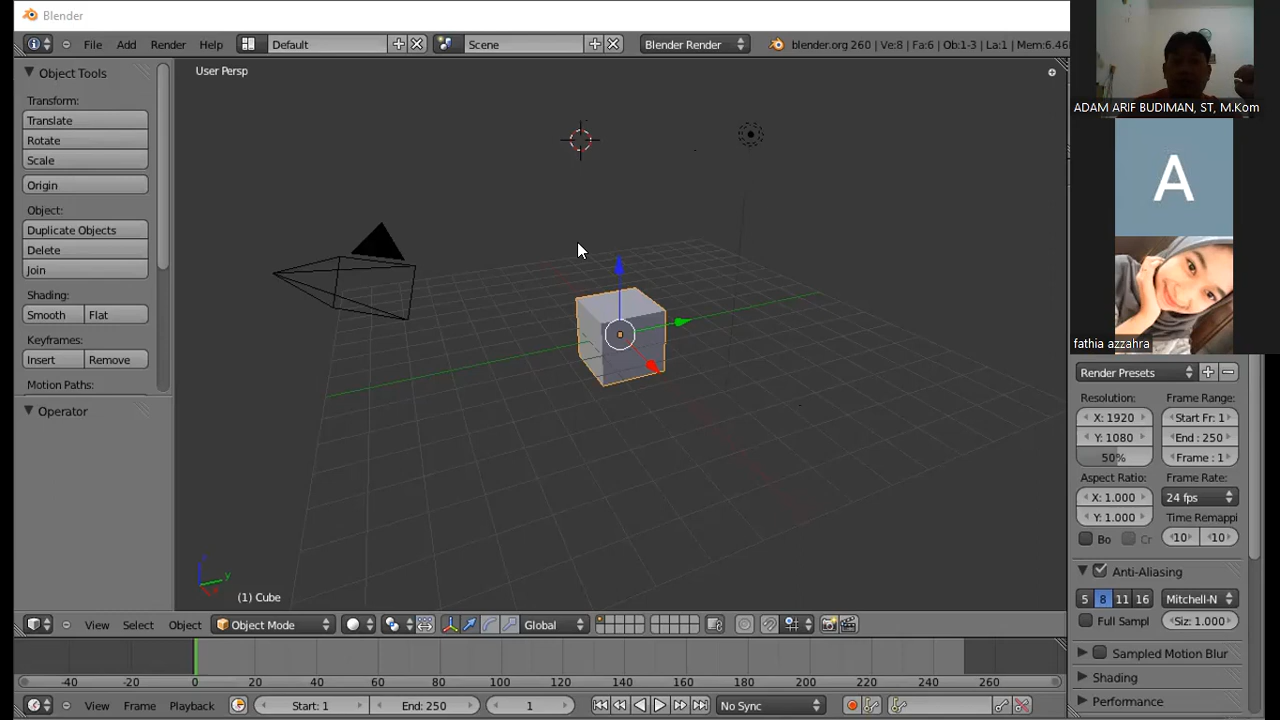 Blender
File Add Render Help Default Scene Blender Render blender.org 260 | Ve:8 | Fa:6 | Ob:1-3 | La:1 | Mem:6.46
Object Tools
Transform:
Translate
Rotate
Scale
Origin
Object:
Duplicate Objects
Delete
Join
Shading:
Smooth Flat
Keyframes:
Insert Remove
Motion Paths:
Operator
User Persp
y
(1) Cube
View Select Object Object Mode Global
-40 -20 0 20 40 60 80 100 120 140 160 180 200 220 240 260
View Frame Playback Start: 1 End: 250 1 No Sync
ADAM ARIF BUDIMAN, ST, M.Kom
A
fathia azzahra
Render Presets
Resolution: Frame Range:
X: 1920 Start Fr: 1
Y: 1080 End : 250
50% Frame : 1
Aspect Ratio: Frame Rate:
X: 1.000 24 fps
Y: 1.000 Time Remappi
Bo Cr 10 10
Anti-Aliasing
5 8 11 16 Mitchell-N
Full Sampl Siz: 1.000
Sampled Motion Blur
Shading
Performance